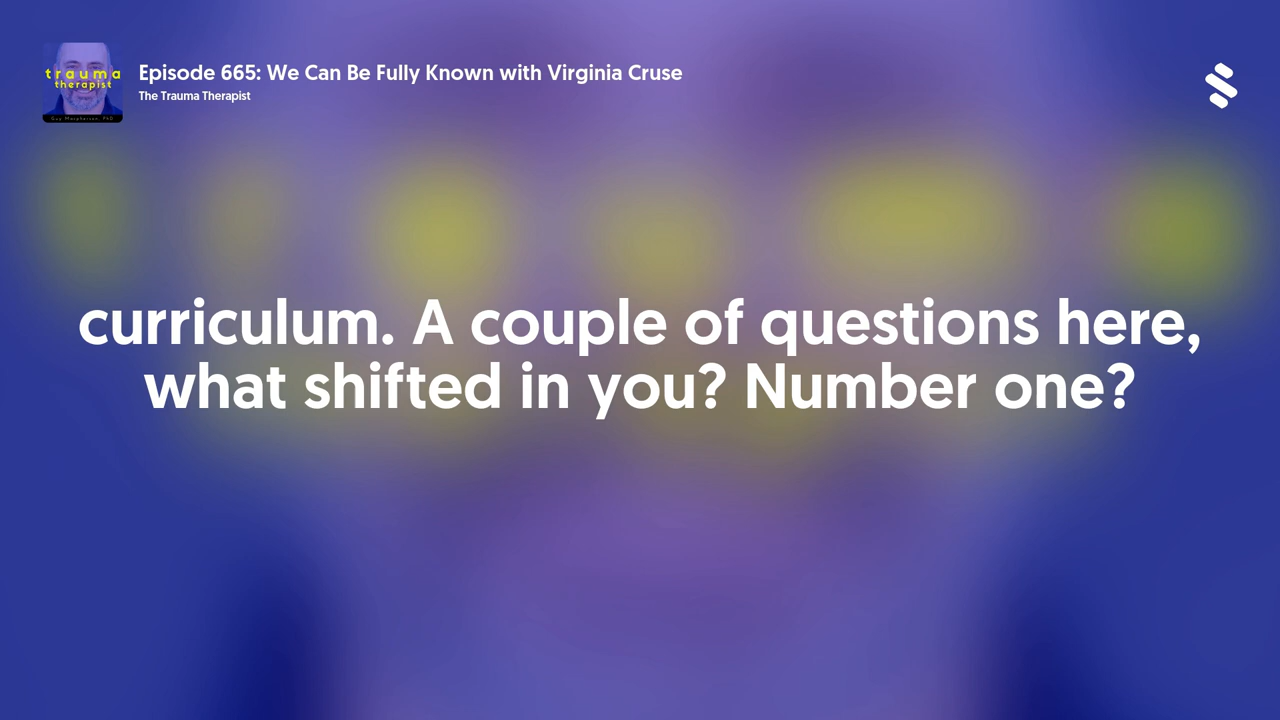 trauma
therapist
Guy Macpherson, PhD
Episode 665: We Can Be Fully Known with Virginia Cruse
The Trauma Therapist
curriculum. A couple of questions here,
what shifted in you? Number one?